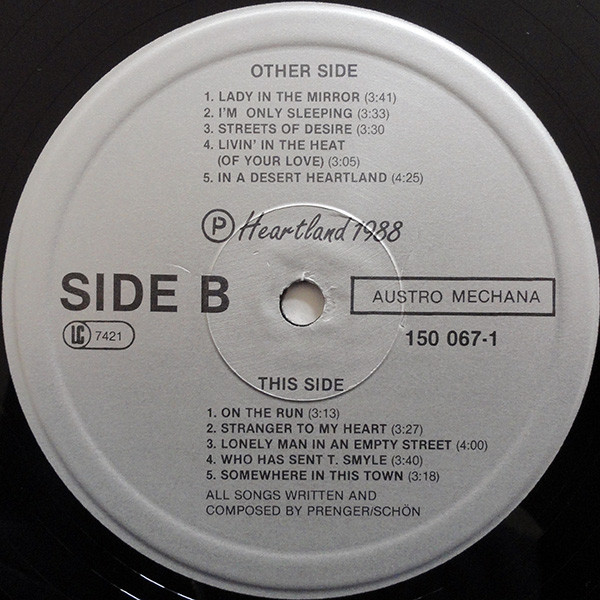 OTHER SIDE
1. LADY IN THE MIRROR (3:41)
2. I'M ONLY SLEEPING (3:33)
3. STREETS OF DESIRE (3:30
4. LIVIN' IN THE HEAT
(OF YOUR LOVE) (3:05)
5. IN A DESERT HEARTLAND (4:25)
Ⓟ Heartland 1988
SIDE B
AUSTRO MECHANA
LC 7421
150 067-1
THIS SIDE
1. ON THE RUN (3:13)
2. STRANGER TO MY HEART (3:27)
3. LONELY MAN IN AN EMPTY STREET (4:00)
4. WHO HAS SENT T. SMYLE (3:40)
5. SOMEWHERE IN THIS TOWN (3:18)
ALL SONGS WRITTEN AND
COMPOSED BY PRENGER/SCHÖN